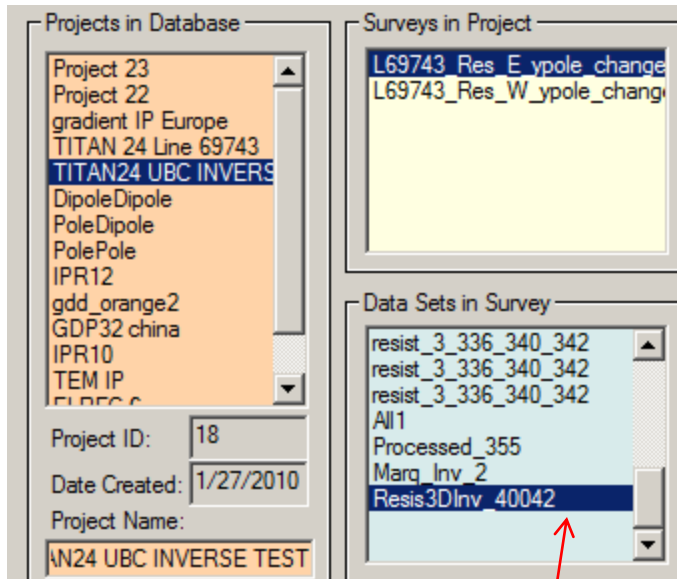 Projects in Database
Project 23
Project 22
gradient IP Europe
TITAN 24 Line 69743
TITAN24 UBC INVERS
DipoleDipole
PoleDipole
PolePole
IPR12
gdd_orange2
GDP32 china
IPR10
TEM IP
Project ID: 18
Date Created: 1/27/2010
Project Name:
AN24 UBC INVERSE TEST
Surveys in Project
L69743_Res_E_ypole_change
L69743_Res_W_ypole_chang
Data Sets in Survey
resist_3_336_340_342
resist_3_336_340_342
resist_3_336_340_342
All1
Processed_355
Marq_Inv_2
Resis3DInv_40042